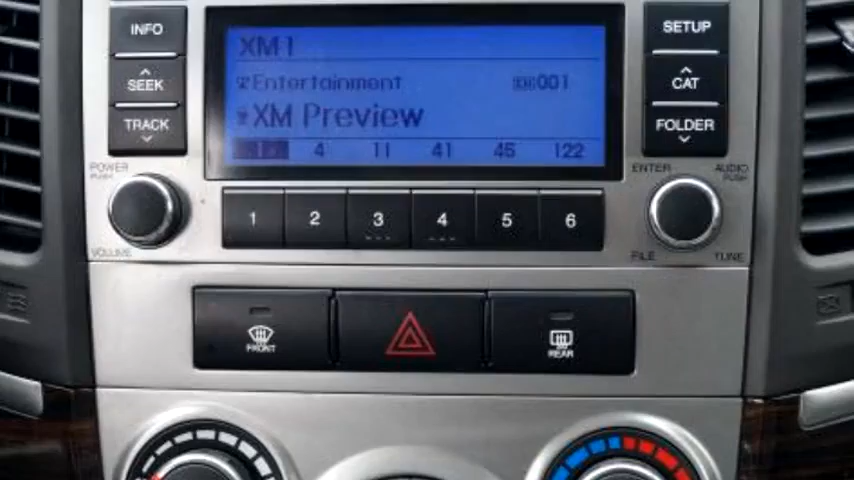 INFO
SEEK
TRACK
XM1
Entertainment 001
XM Preview
1 4 11 41 45 122
SETUP
CAT
FOLDER
POWER
PUSH
VOLUME
1 2 3 4 5 6
ENTER AUDIO
PUSH
FILE TUNE
FRONT
REAR